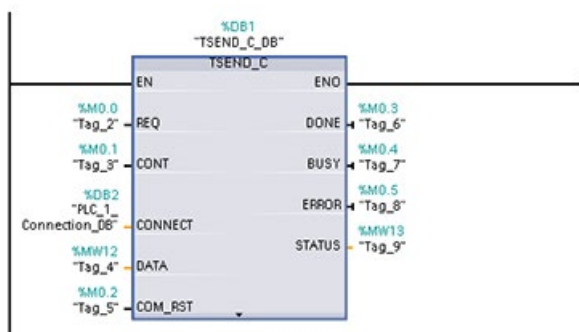 %DB1
"TSEND_C_DB"
TSEND_C
EN ENO
%M0.0 %M0.3
"Tag_2" REQ DONE "Tag_6"
%M0.1 %M0.4
"Tag_3" CONT BUSY "Tag_7"
%DB2 %M0.5
"PLC_1_ ERROR "Tag_8"
Connection_DB" CONNECT %MW13
%MW12 STATUS "Tag_9"
"Tag_4" DATA
%M0.2
"Tag_5" COM_RST